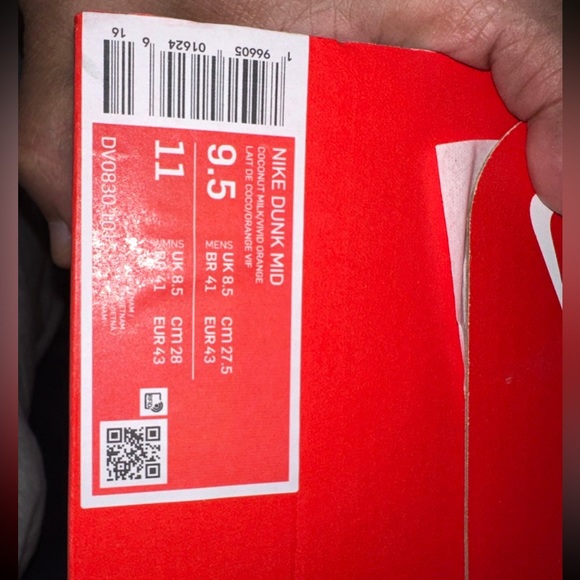 NIKE DUNK MID
COCONUT MILK/VIVID ORANGE
LAIT DE COCO/ORANGE VIF
9.5
MENS UK 8.5 cm 27.5
BR 41 EUR 43
11
WMNS UK 8.5 cm 28
BR 41 EUR 43
DV0830
1 96605 01624 6
16